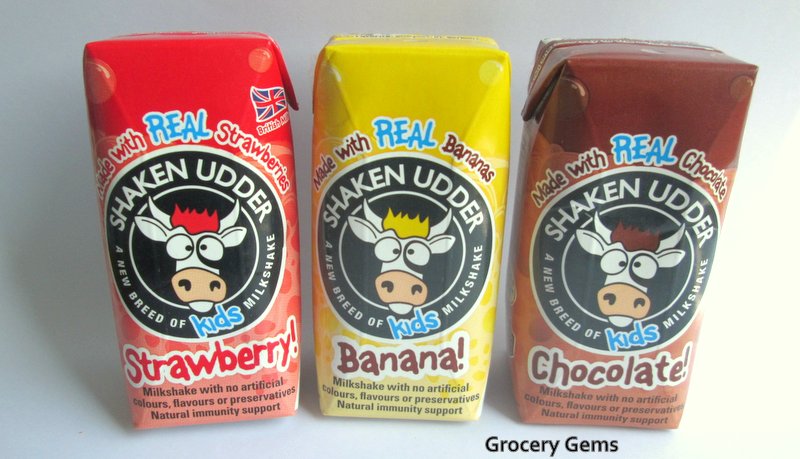 British Milk
Made with REAL Strawberries
SHAKEN UDDER
A NEW BREED OF kids MILKSHAKE
Strawberry!
Milkshake with no artificial
colours, flavours or preservatives
Natural immunity support
Made with REAL Bananas
SHAKEN UDDER
A NEW BREED OF kids MILKSHAKE
Banana!
Milkshake with no artificial
colours, flavours or preservatives
Natural immunity support
Made with REAL Chocolate
SHAKEN UDDER
A NEW BREED OF kids MILKSHAKE
Chocolate!
Milkshake with no artificial
colours, flavours or preservatives
Natural immunity support
Grocery Gems